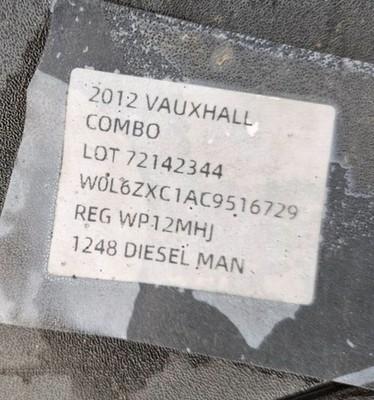 2012 VAUXHALL
COMBO
LOT 72142344
W0L6ZXC1AC9516729
REG WP12MHJ
1248 DIESEL MAN